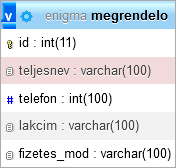 v enigma megrendelo
id : int(11)
teljesnev : varchar(100)
# telefon : int(100)
lakcim : varchar(100)
fizetes_mod : varchar(100)